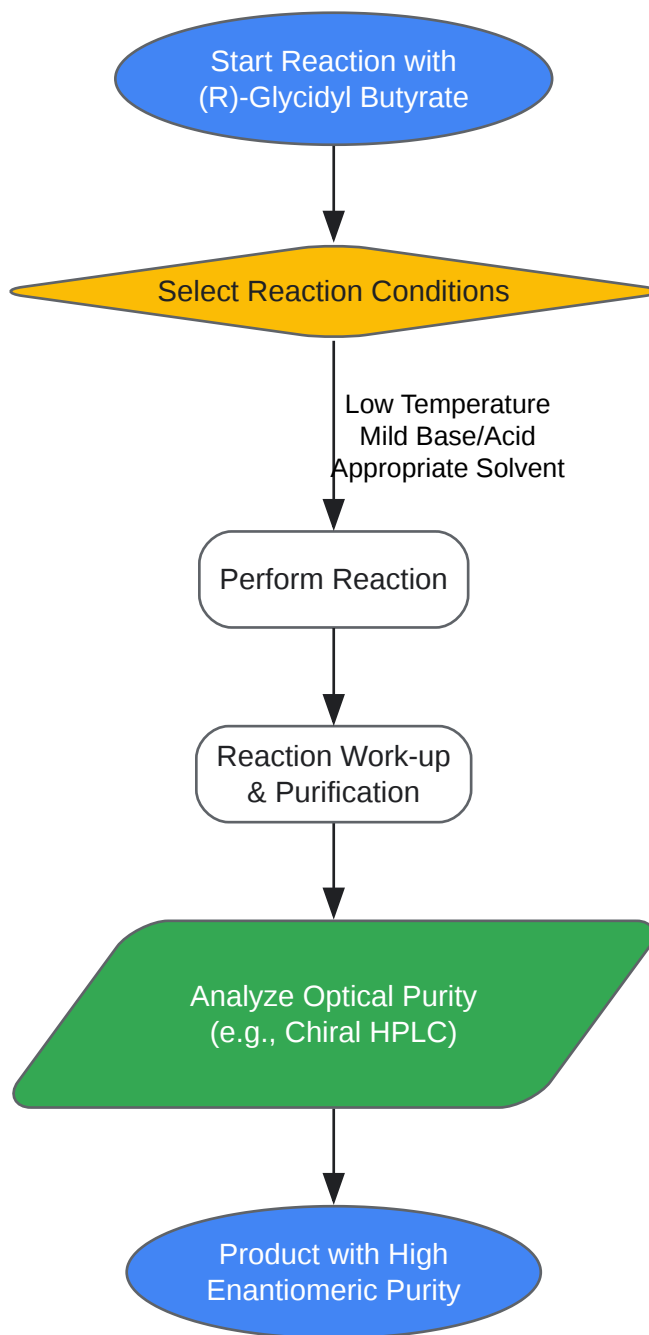 Start Reaction with
(R)-Glycidyl Butyrate
Select Reaction Conditions
Low Temperature
Mild Base/Acid
Appropriate Solvent
Perform Reaction
Reaction Work-up
& Purification
Analyze Optical Purity
(e.g., Chiral HPLC)
Product with High
Enantiomeric Purity